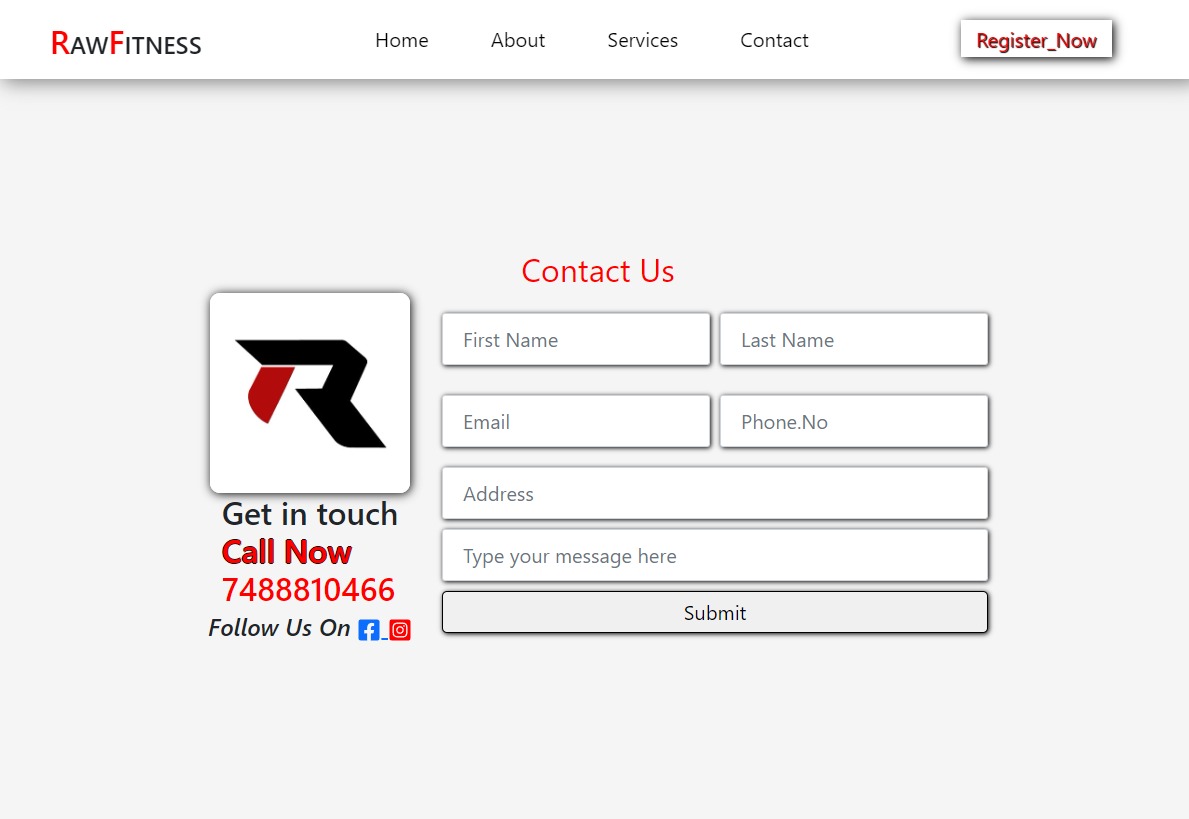 RAWFITNESS
Home
About
Services
Contact
Register_Now
Contact Us
First Name
Last Name
Email
Phone.No
Address
Type your message here
Submit
R
Get in touch
Call Now
7488810466
Follow Us On